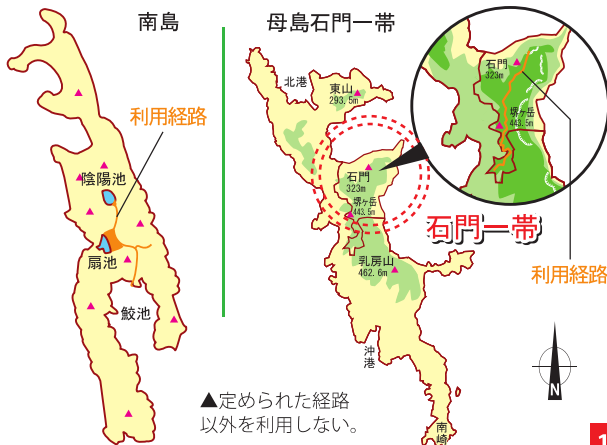 南島
利用経路
陰陽池
扇池
鮫池
母島石門一帯
北港
東山
293.5m
石門
323m
堺ヶ岳
443.5m
石門一帯
乳房山
462.6m
沖港
南崎
石門
323m
堺ヶ岳
443.5m
利用経路
N
▲定められた経路
以外を利用しない。